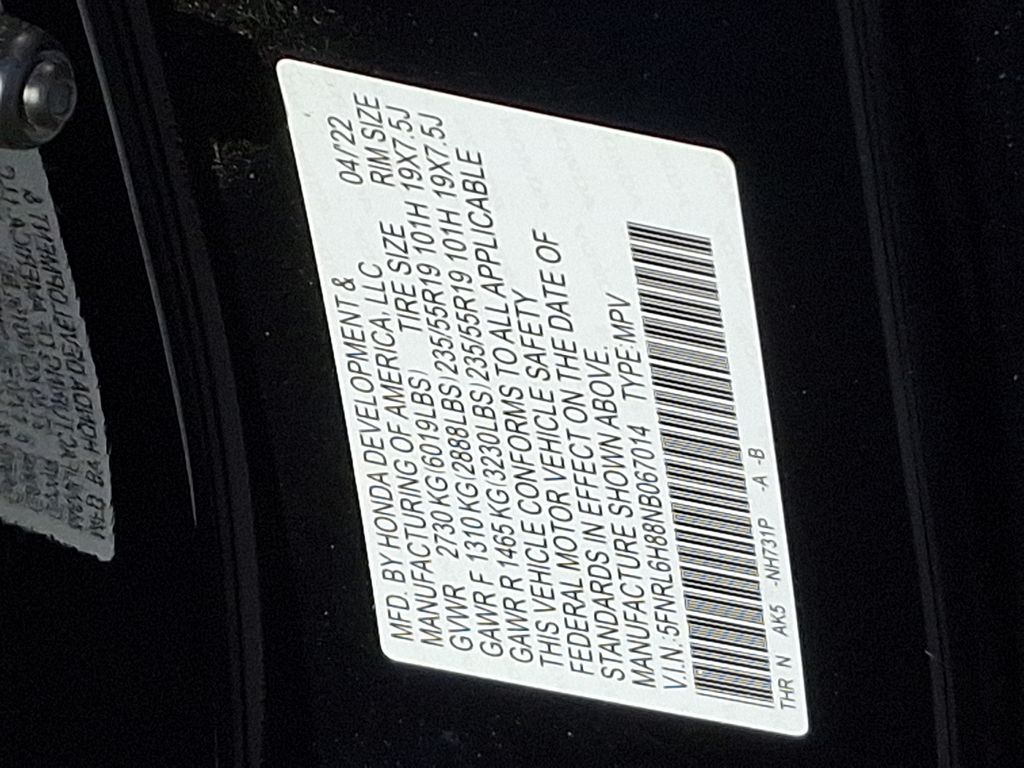 MFD. BY HONDA DEVELOPMENT & 04/22
MANUFACTURING OF AMERICA, LLC RIM SIZE
GVWR 2730 KG(6019LBS) TIRE SIZE
GAWR F 1310 KG(2888LBS) 235/55R19 101H 19X7.5J
GAWR R 1465 KG(3230LBS) 235/55R19 101H 19X7.5J
THIS VEHICLE CONFORMS TO ALL APPLICABLE
FEDERAL MOTOR VEHICLE SAFETY
STANDARDS IN EFFECT ON THE DATE OF
MANUFACTURE SHOWN ABOVE.
V.I.N.:5FNRL6H88NB067014 TYPE:MPV
THR N AK5 -NH731P -A -B